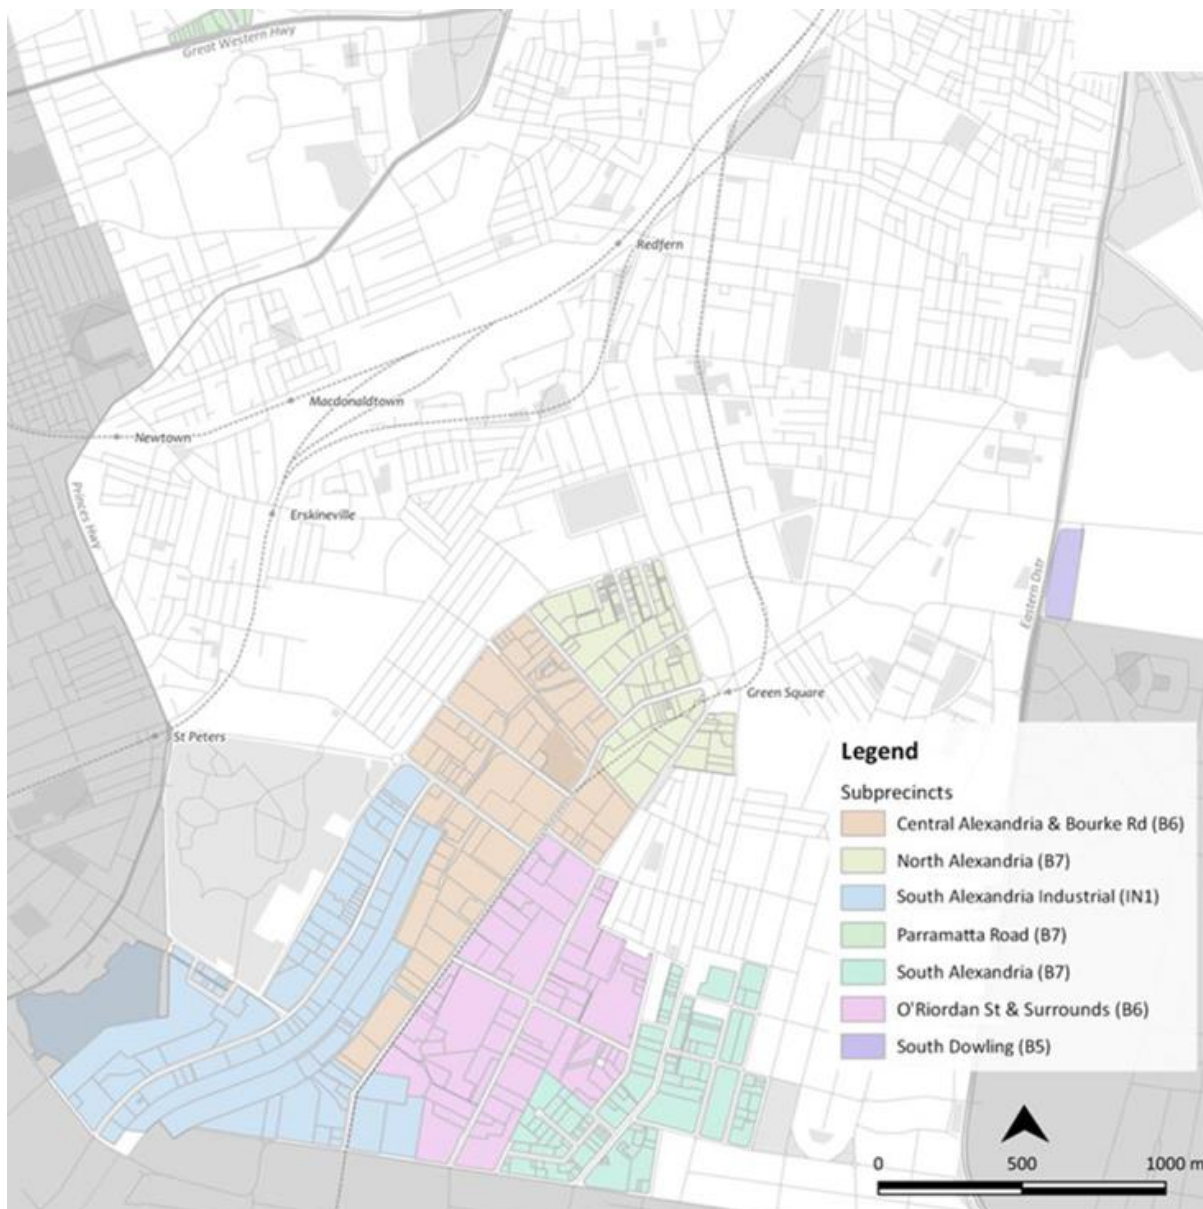 Great Western Hwy
Redfern
Macdonaldtown
Newtown
Princes Hwy
Erskineville
Eastern Dstr
Green Square
St Peters
Legend
Subprecincts
Central Alexandria & Bourke Rd (B6)
North Alexandria (B7)
South Alexandria Industrial (IN1)
Parramatta Road (B7)
South Alexandria (B7)
O'Riordan St & Surrounds (B6)
South Dowling (B5)
0 500 1000 m